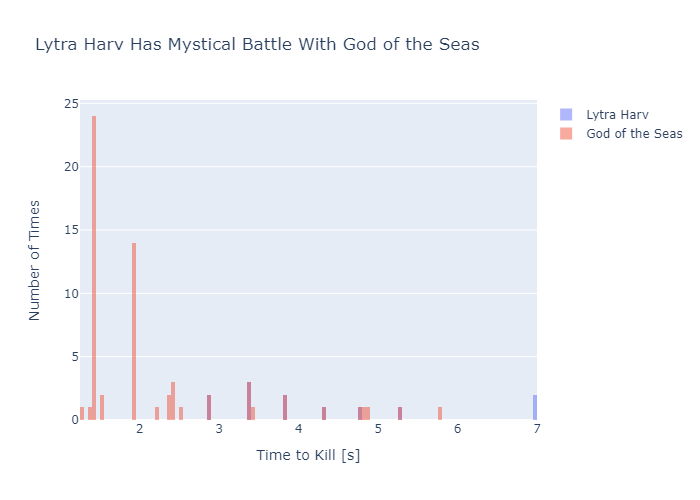 Lytra Harv Has Mystical Battle With God of the Seas
Lytra Harv
God of the Seas
Number of Times
25
20
15
10
5
0
2 3 4 5 6 7
Time to Kill [s]